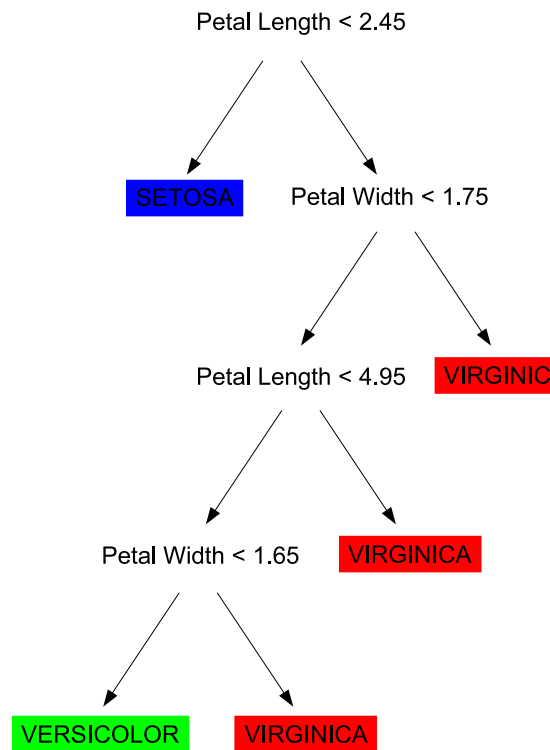 Petal Length < 2.45
SETOSA
Petal Width < 1.75
Petal Length < 4.95
VIRGINIC
Petal Width < 1.65
VIRGINICA
VERSICOLOR
VIRGINICA